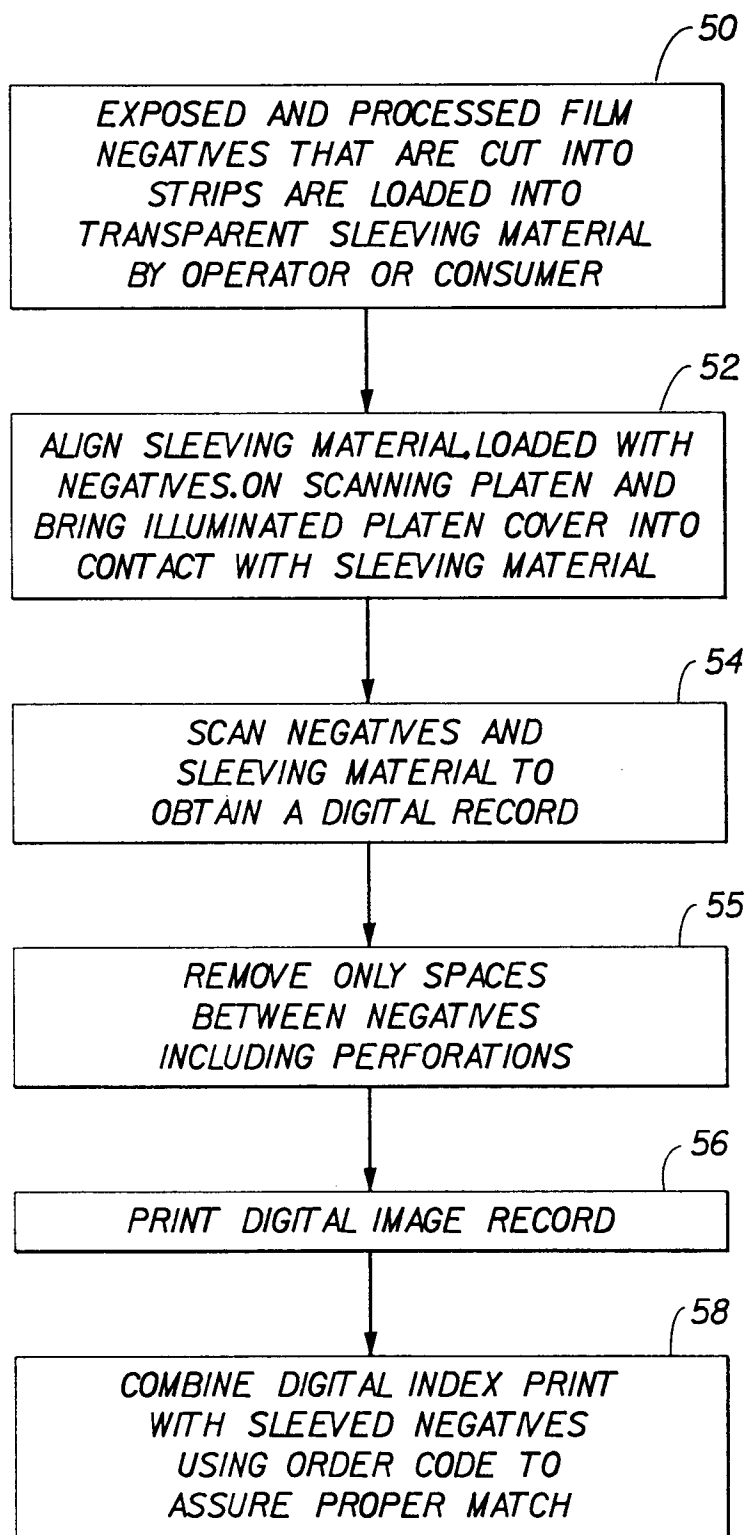 50
EXPOSED AND PROCESSED FILM
NEGATIVES THAT ARE CUT INTO
STRIPS ARE LOADED INTO
TRANSPARENT SLEEVING MATERIAL
BY OPERATOR OR CONSUMER
52
ALIGN SLEEVING MATERIAL.LOADED WITH
NEGATIVES.ON SCANNING PLATEN AND
BRING ILLUMINATED PLATEN COVER INTO
CONTACT WITH SLEEVING MATERIAL
54
SCAN NEGATIVES AND
SLEEVING MATERIAL TO
OBTAIN A DIGITAL RECORD
55
REMOVE ONLY SPACES
BETWEEN NEGATIVES
INCLUDING PERFORATIONS
56
PRINT DIGITAL IMAGE RECORD
58
COMBINE DIGITAL INDEX PRINT
WITH SLEEVED NEGATIVES
USING ORDER CODE TO
ASSURE PROPER MATCH